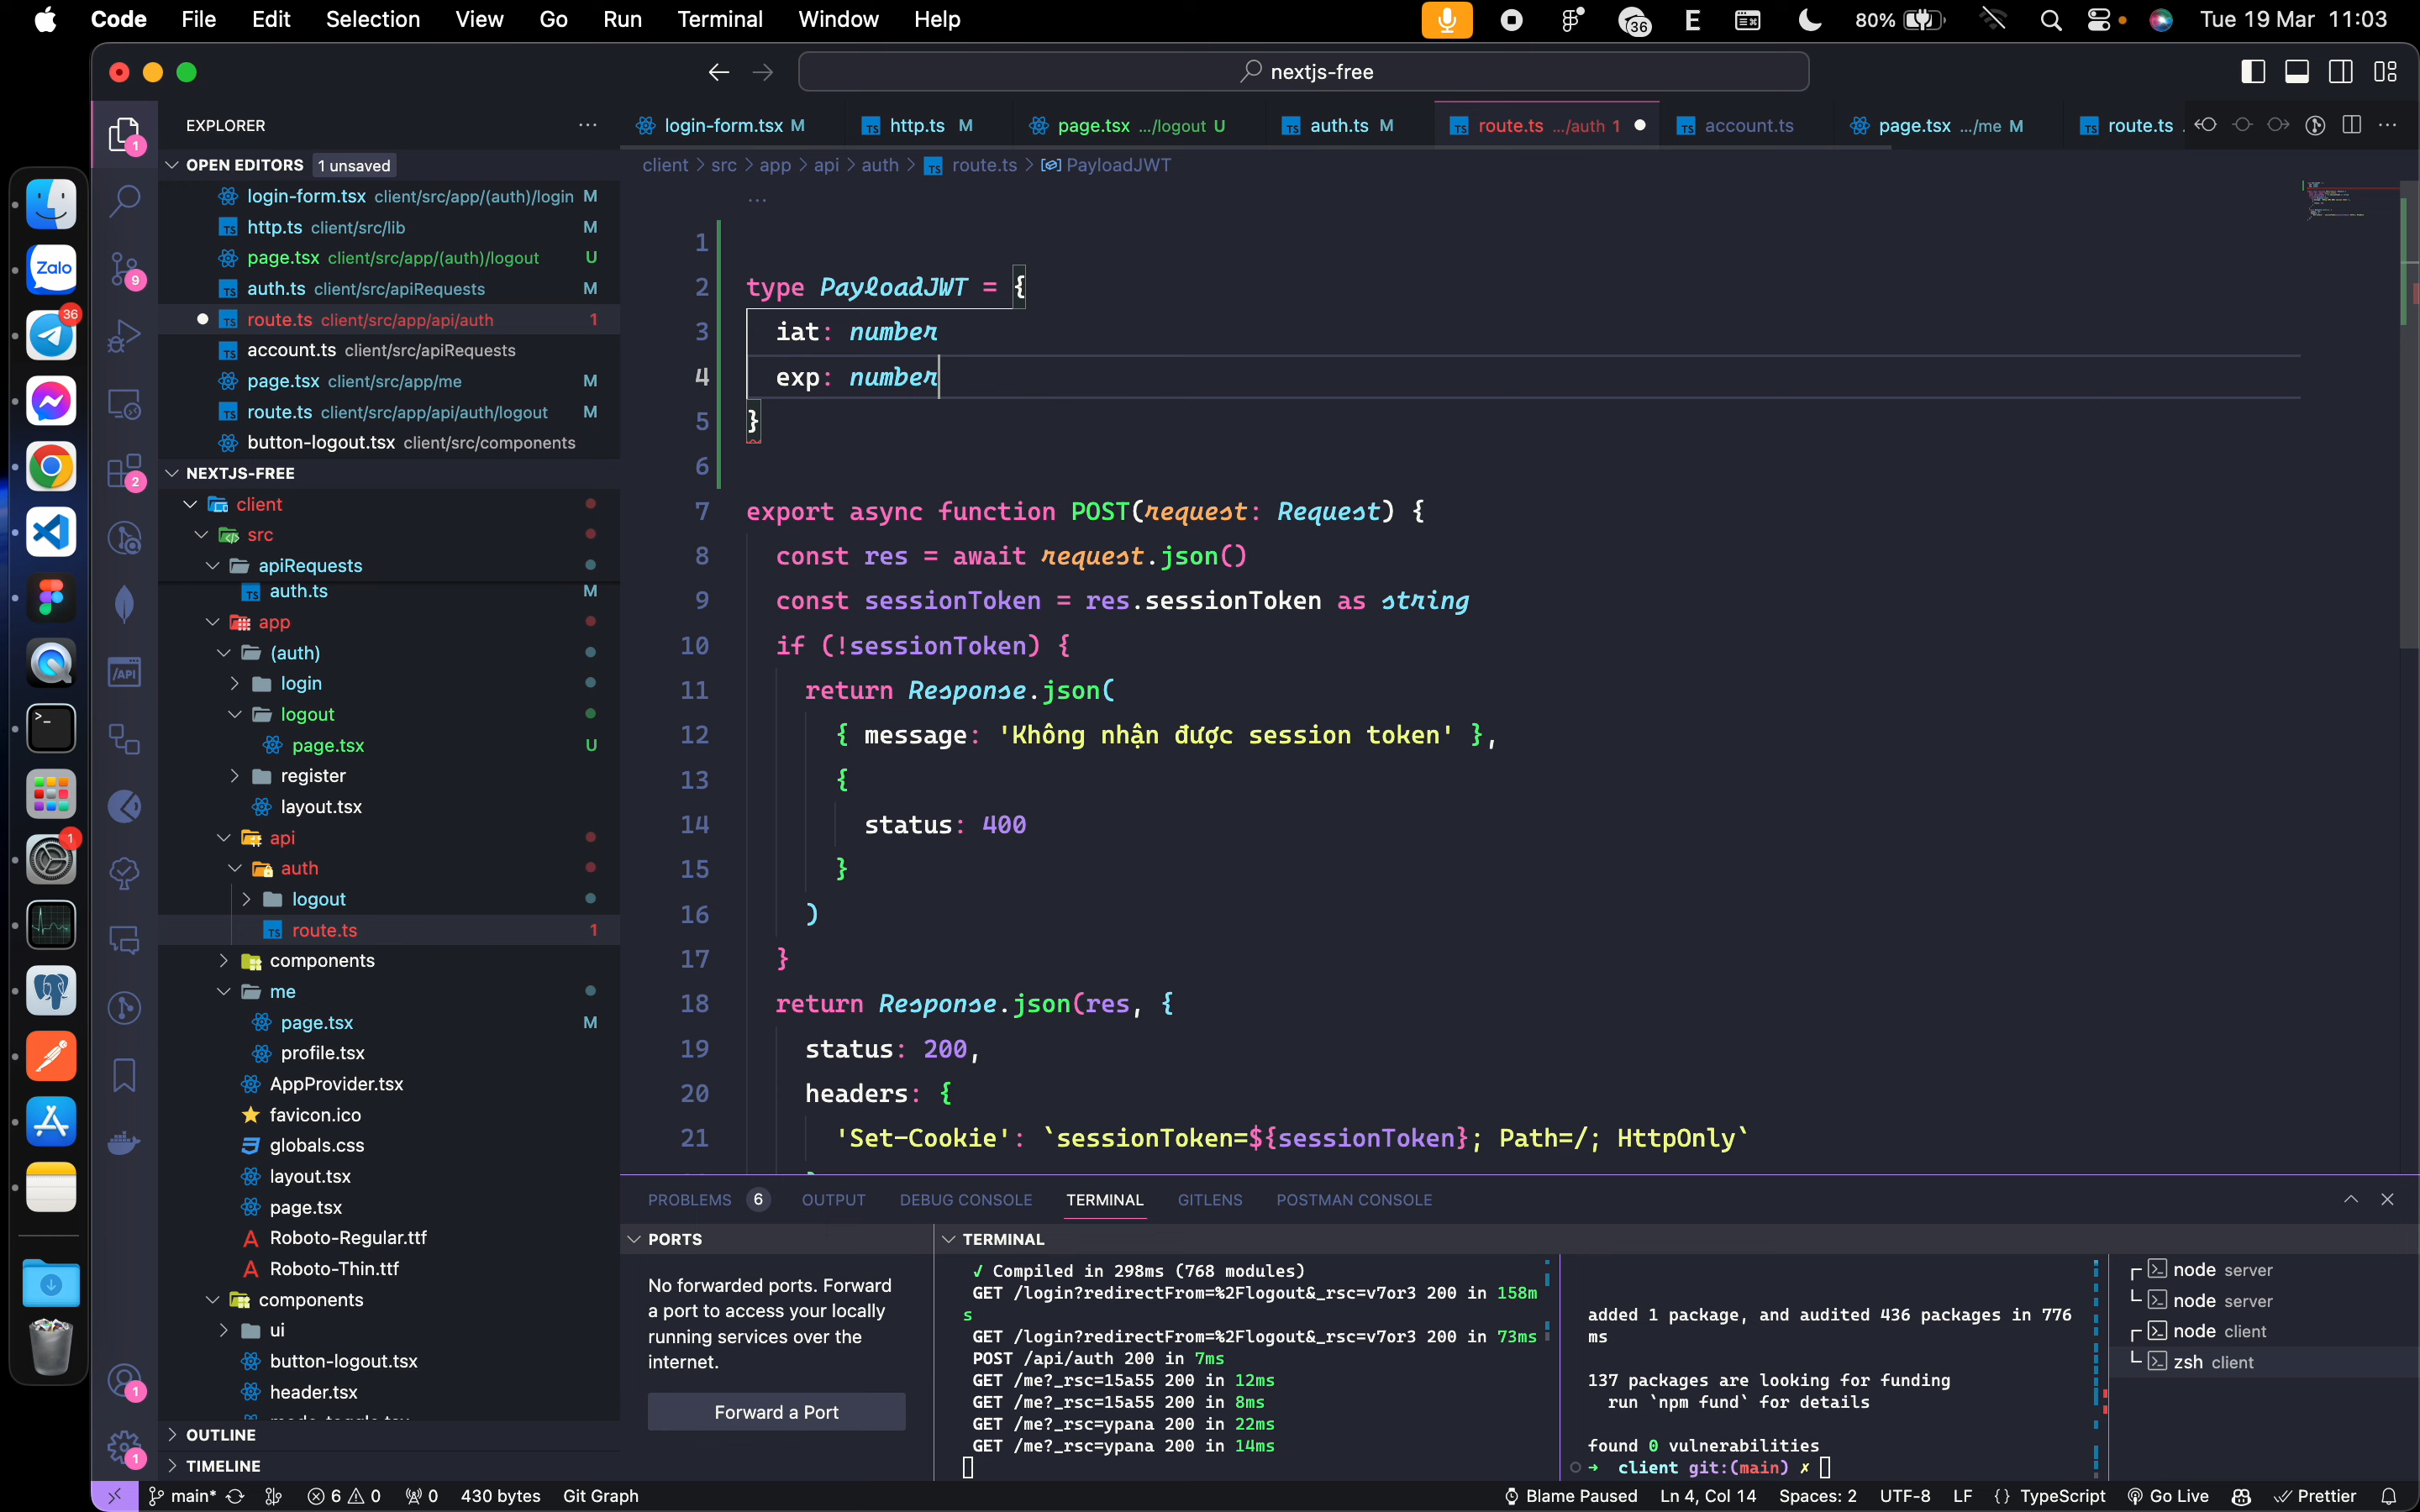 Code File Edit Selection View Go Run Terminal Window Help 36 E 80% Tue 19 Mar 11:03
nextjs-free
EXPLORER ...
OPEN EDITORS 1 unsaved
login-form.tsx client/src/app/(auth)/login M
http.ts client/src/lib M
page.tsx client/src/app/(auth)/logout U
auth.ts client/src/apiRequests M
route.ts client/src/app/api/auth 1
account.ts client/src/apiRequests
page.tsx client/src/app/me M
route.ts client/src/app/api/auth/logout M
button-logout.tsx client/src/components
NEXTJS-FREE
client
src
apiRequests
auth.ts M
app
(auth)
login
logout
page.tsx U
register
layout.tsx
api
auth
logout
route.ts 1
components
me
page.tsx M
profile.tsx
AppProvider.tsx
favicon.ico
globals.css
layout.tsx
page.tsx
Roboto-Regular.ttf
Roboto-Thin.ttf
components
ui
button-logout.tsx
header.tsx
OUTLINE
TIMELINE
Zalo
36
1
1
9
2
/API
1
1
login-form.tsx M http.ts M page.tsx .../logout U auth.ts M route.ts .../auth 1 account.ts page.tsx .../me M route.ts
client > src > app > api > auth > route.ts > PayloadJWT
...
1
2 type PayloadJWT = {
3 iat: number
4 exp: number
5 }
6
7 export async function POST(request: Request) {
8 const res = await request.json()
9 const sessionToken = res.sessionToken as string
10 if (!sessionToken) {
11 return Response.json(
12 { message: 'Không nhận được session token' },
13 {
14 status: 400
15 }
16 )
17 }
18 return Response.json(res, {
19 status: 200,
20 headers: {
21 'Set-Cookie': `sessionToken=${sessionToken}; Path=/; HttpOnly`
PROBLEMS 6 OUTPUT DEBUG CONSOLE TERMINAL GITLENS POSTMAN CONSOLE
PORTS
No forwarded ports. Forward
a port to access your locally
running services over the
internet.
Forward a Port
TERMINAL
✓ Compiled in 298ms (768 modules)
GET /login?redirectFrom=%2Flogout&_rsc=v7or3 200 in 158m
s
GET /login?redirectFrom=%2Flogout&_rsc=v7or3 200 in 73ms
POST /api/auth 200 in 7ms
GET /me?_rsc=15a55 200 in 12ms
GET /me?_rsc=15a55 200 in 8ms
GET /me?_rsc=ypana 200 in 22ms
GET /me?_rsc=ypana 200 in 14ms
added 1 package, and audited 436 packages in 776
ms
137 packages are looking for funding
run `npm fund` for details
found 0 vulnerabilities
→ client git:(main) ✗
node server
node server
node client
zsh client
main* 6 0 0 430 bytes Git Graph Blame Paused Ln 4, Col 14 Spaces: 2 UTF-8 LF {} TypeScript Go Live Prettier